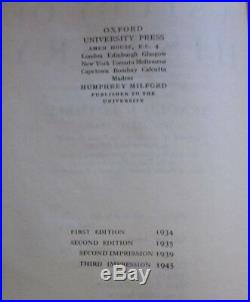 OXFORD
UNIVERSITY PRESS
AMEN HOUSE, E.C. 4
London Edinburgh Glasgow
New York Toronto Melbourne
Capetown Bombay Calcutta
Madras
HUMPHREY MILFORD
PUBLISHER TO THE
UNIVERSITY
FIRST EDITION 1934
SECOND EDITION 1935
SECOND IMPRESSION 1939
THIRD IMPRESSION 1943